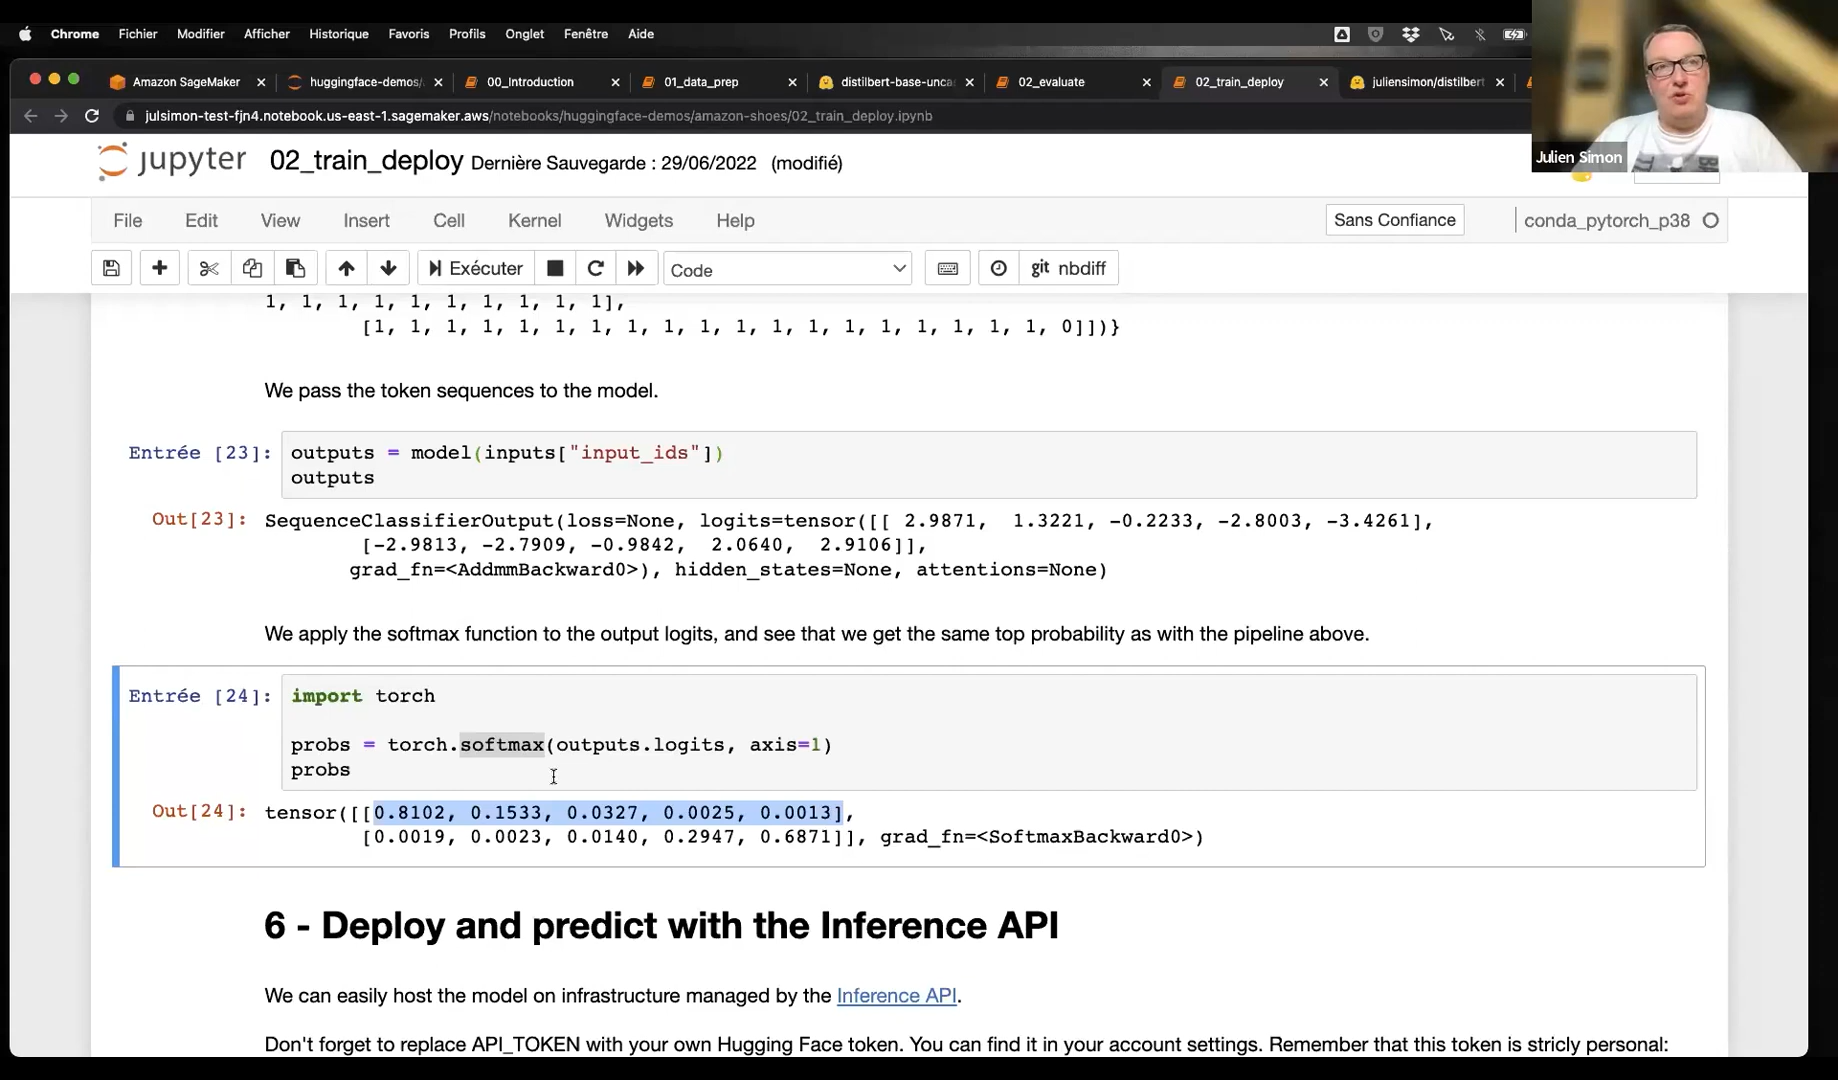 Chrome Fichier Modifier Afficher Historique Favoris Profils Onglet Fenêtre Aide
Amazon SageMaker huggingface-demos/ 00_Introduction 01_data_prep distilbert-base-unca 02_evaluate 02_train_deploy juliensimon/distilbert
julsimon-test-fjn4.notebook.us-east-1.sagemaker.aws/notebooks/huggingface-demos/amazon-shoes/02_train_deploy.ipynb
Julien Simon
jupyter 02_train_deploy Dernière Sauvegarde : 29/06/2022 (modifié)
File Edit View Insert Cell Kernel Widgets Help Sans Confiance conda_pytorch_p38
Exécuter Code git nbdiff
1, 1, 1, 1, 1, 1, 1, 1, 1, 1],
[1, 1, 1, 1, 1, 1, 1, 1, 1, 1, 1, 1, 1, 1, 1, 1, 1, 1, 1, 0]])}
We pass the token sequences to the model.
Entrée [23]: outputs = model(inputs["input_ids"])
outputs
Out[23]: SequenceClassifierOutput(loss=None, logits=tensor([[ 2.9871, 1.3221, -0.2233, -2.8003, -3.4261],
[-2.9813, -2.7909, -0.9842, 2.0640, 2.9106]],
grad_fn=<AddmmBackward0>), hidden_states=None, attentions=None)
We apply the softmax function to the output logits, and see that we get the same top probability as with the pipeline above.
Entrée [24]: import torch
probs = torch.softmax(outputs.logits, axis=1)
probs
Out[24]: tensor([[0.8102, 0.1533, 0.0327, 0.0025, 0.0013],
[0.0019, 0.0023, 0.0140, 0.2947, 0.6871]], grad_fn=<SoftmaxBackward0>)
6 - Deploy and predict with the Inference API
We can easily host the model on infrastructure managed by the Inference API.
Don't forget to replace API_TOKEN with your own Hugging Face token. You can find it in your account settings. Remember that this token is stricly personal: